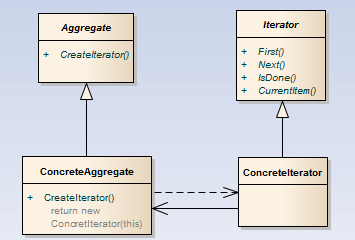 Aggregate
+ CreateIterator()
Iterator
+ First()
+ Next()
+ IsDone()
+ CurrentItem()
ConcreteAggregate
+ CreateIterator()
return new
ConcretIterator(this)
ConcreteIterator